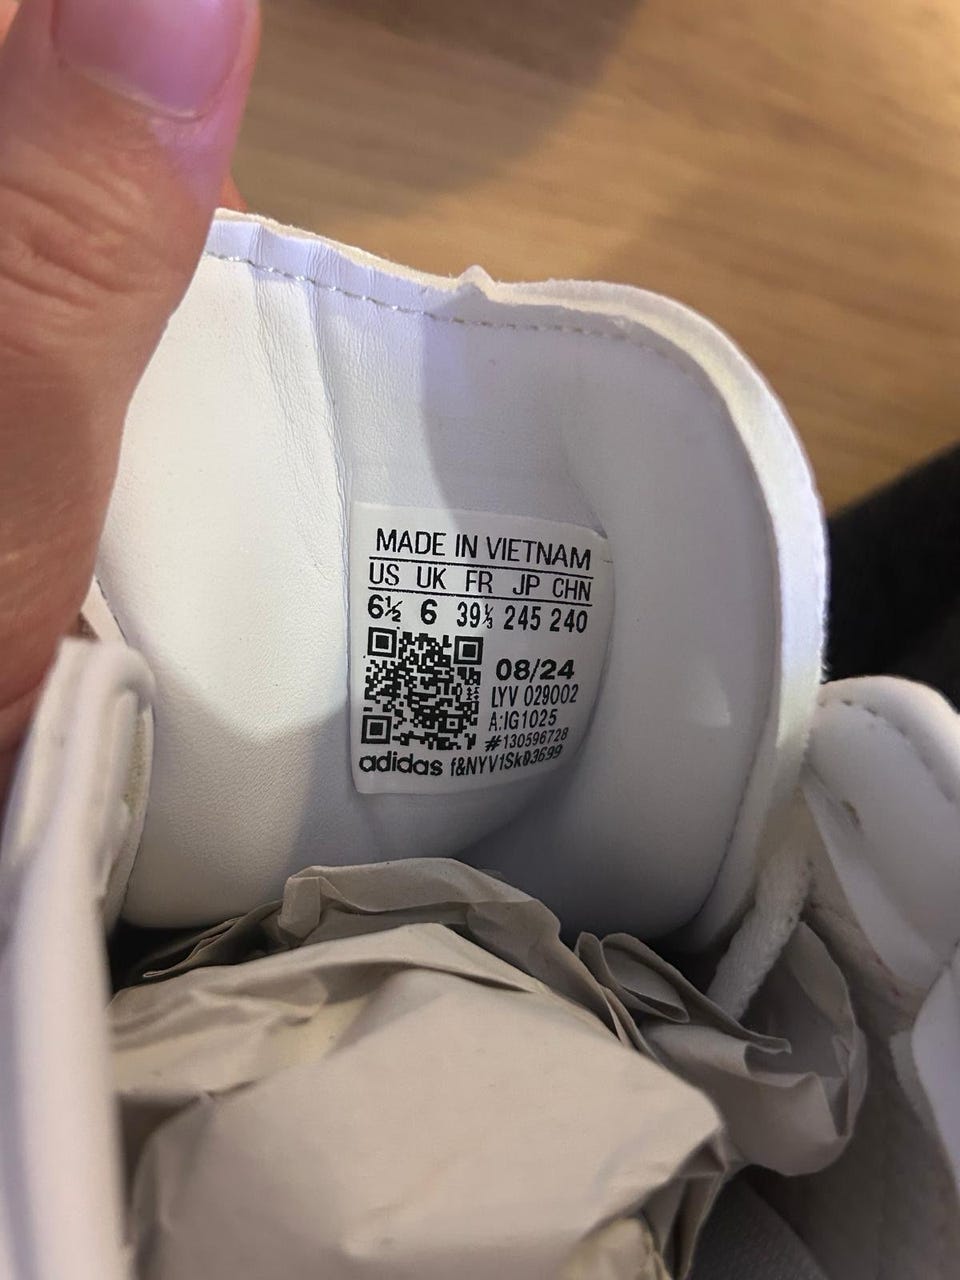 MADE IN VIETNAM
US UK FR JP CHN
6½ 6 39⅓ 245 240
08/24
LYV 029002
A:IG1025
#130596728
adidas f&NYV1SkÐ3699